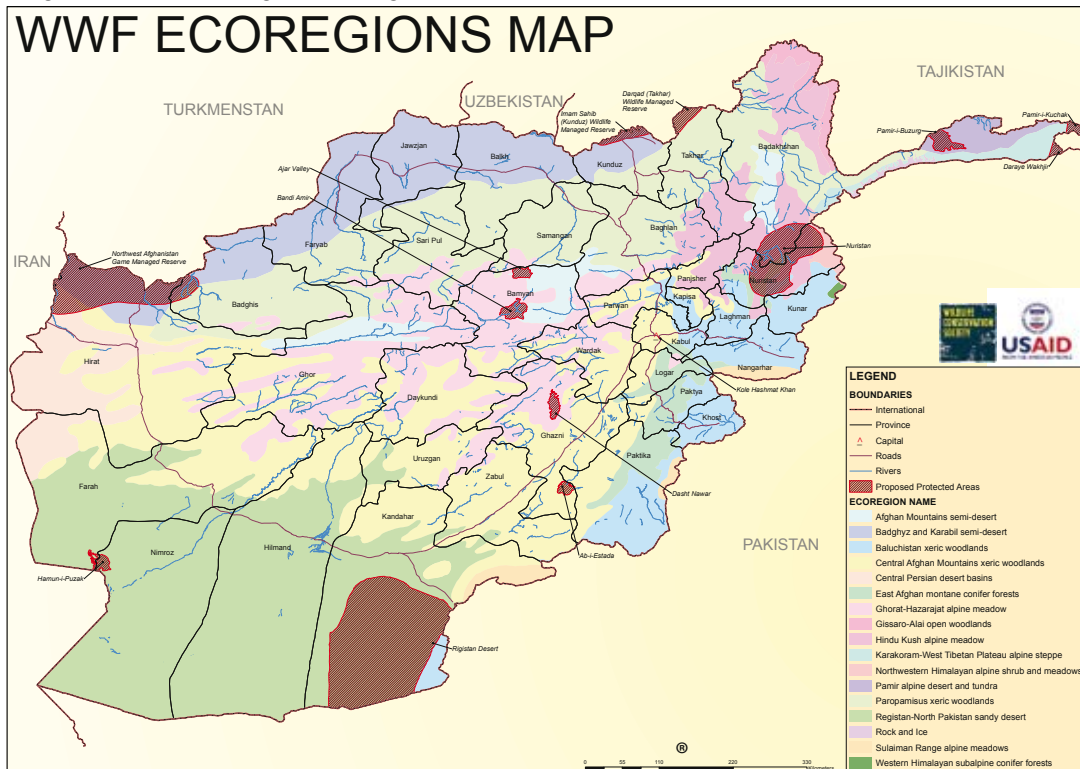 WWF ECOREGIONS MAP
TAJIKISTAN
UZBEKISTAN
TURKMENSTAN
IRAN
PAKISTAN
Darqad (Takhar)
Wildlife Managed
Reserve
Imam Sahib
(Kunduz) Wildlife
Managed Reserve
Pamir-i-Buzurg
Pamir-i-Kuchak
Daraye Wakhjir
Ajar Valley
Bandi Amir
Northwest Afghanistan
Game Managed Reserve
Nuristan
Kole Hashmat Khan
Dasht Nawar
Ab-i-Estada
Hamun-i-Puzak
Rigistan Desert
Jawzjan
Balkh
Kunduz
Takhar
Badakhshan
Faryab
Sari Pul
Samangan
Baghlan
Badghis
Bamyan
Panjsher
Nuristan
Parwan
Kapisa
Kunar
Laghman
Kabul
Hirat
Wardak
Nangarhar
Ghor
Logar
Daykundi
Paktya
Khost
Ghazni
Uruzgan
Paktika
Zabul
Farah
Kandahar
Nimroz
Hilmand
WILDLIFE
CONSERVATION
SOCIETY
USAID
FROM THE AMERICAN PEOPLE
LEGEND
BOUNDARIES
International
Province
Capital
Roads
Rivers
Proposed Protected Areas
ECOREGION NAME
Afghan Mountains semi-desert
Badghyz and Karabil semi-desert
Baluchistan xeric woodlands
Central Afghan Mountains xeric woodlands
Central Persian desert basins
East Afghan montane conifer forests
Ghorat-Hazarajat alpine meadow
Gissaro-Alai open woodlands
Hindu Kush alpine meadow
Karakoram-West Tibetan Plateau alpine steppe
Northwestern Himalayan alpine shrub and meadows
Pamir alpine desert and tundra
Paropamisus xeric woodlands
Registan-North Pakistan sandy desert
Rock and Ice
Sulaiman Range alpine meadows
Western Himalayan subalpine conifer forests
®
0 55 110 220 330
Kilometers